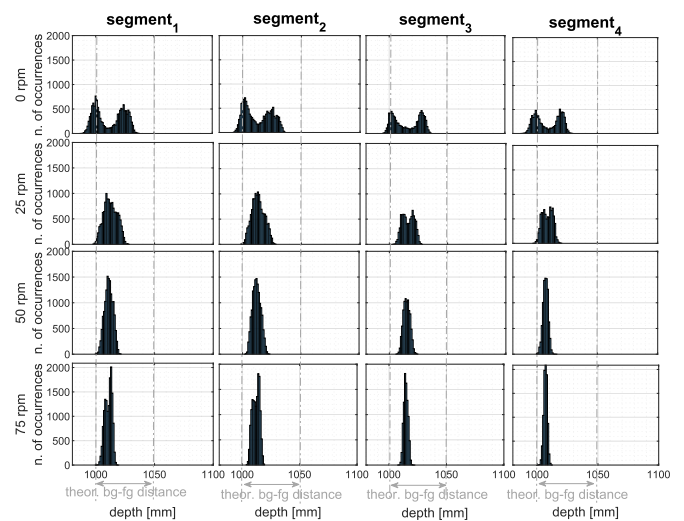 segment1 segment2 segment3 segment4
0 rpm
n. of occurrences
2000
1500
1000
500
0
25 rpm
n. of occurrences
2000
1500
1000
500
0
50 rpm
n. of occurrences
2000
1500
1000
500
0
75 rpm
n. of occurrences
2000
1500
1000
500
0
1000 1050 1100 1000 1050 1100 1000 1050 1100 1000 1050 1100
theor. bg-fg distance theor. bg-fg distance theor. bg-fg distance theor. bg-fg distance
depth [mm] depth [mm] depth [mm] depth [mm]